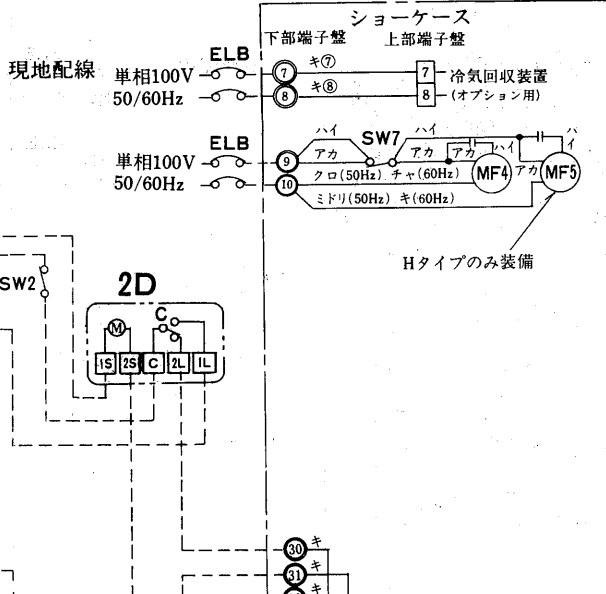 ショーケース
下部端子盤 上部端子盤
現地配線
ELB
単相100V
50/60Hz
⑦ キ⑦ 7
⑧ キ⑧ 8
冷気回収装置
(オプション用)
ELB
単相100V
50/60Hz
⑨ ハイ SW7 ハイ ハイ ハイ
アカ アカ アカ アカ
⑩ クロ(50Hz) チャ(60Hz) MF4 MF5
ミドリ(50Hz) キ(60Hz)
Hタイプのみ装備
SW2
2D
M C
1S 2S C 2L 1L
㉚ キ
㉛ キ
キ